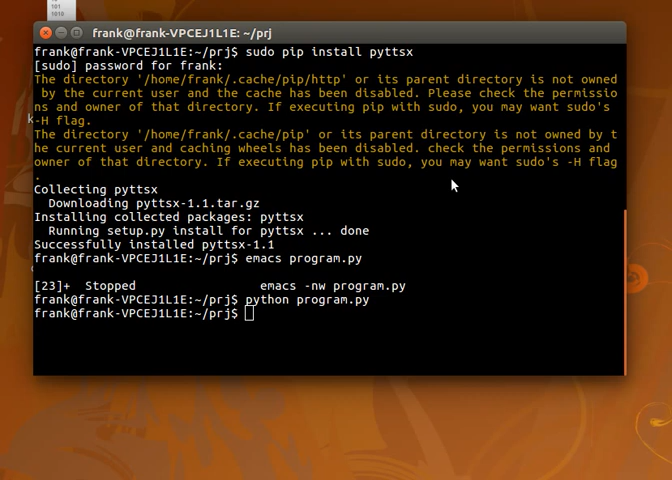 101
1010
frank@frank-VPCEJ1L1E: ~/prj
frank@frank-VPCEJ1L1E:~/prj$ sudo pip install pyttsx
[sudo] password for frank:
The directory '/home/frank/.cache/pip/http' or its parent directory is not owned
 by the current user and the cache has been disabled. Please check the permissio
ns and owner of that directory. If executing pip with sudo, you may want sudo's
-H flag.
The directory '/home/frank/.cache/pip' or its parent directory is not owned by t
he current user and caching wheels has been disabled. check the permissions and
owner of that directory. If executing pip with sudo, you may want sudo's -H flag
.
Collecting pyttsx
  Downloading pyttsx-1.1.tar.gz
Installing collected packages: pyttsx
  Running setup.py install for pyttsx ... done
Successfully installed pyttsx-1.1
frank@frank-VPCEJ1L1E:~/prj$ emacs program.py
[23]+  Stopped                 emacs -nw program.py
frank@frank-VPCEJ1L1E:~/prj$ python program.py
frank@frank-VPCEJ1L1E:~/prj$